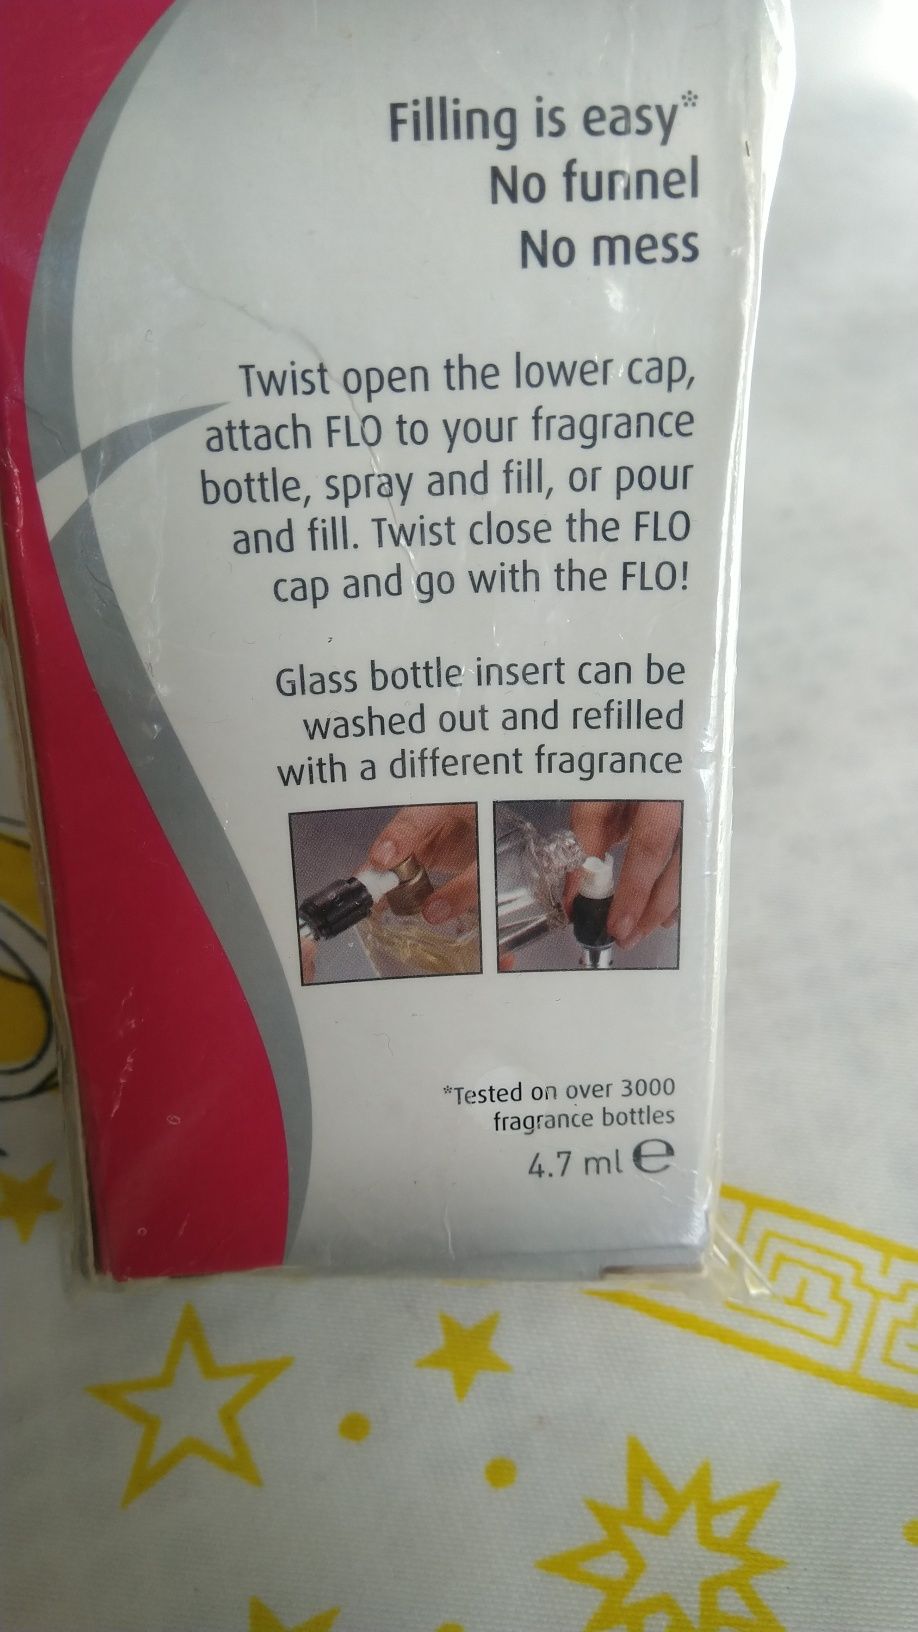 Filling is easy*
No funnel
No mess
Twist open the lower cap,
attach FLO to your fragrance
bottle, spray and fill, or pour
and fill. Twist close the FLO
cap and go with the FLO!
Glass bottle insert can be
washed out and refilled
with a different fragrance
*Tested on over 3000
fragrance bottles
4.7 ml ℮